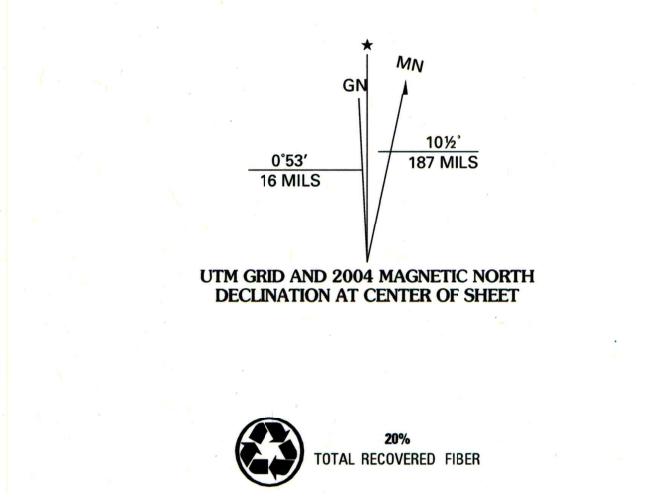 ★
MN
GN
10½°
187 MILS
0°53′
16 MILS
UTM GRID AND 2004 MAGNETIC NORTH
DECLINATION AT CENTER OF SHEET
20%
TOTAL RECOVERED FIBER